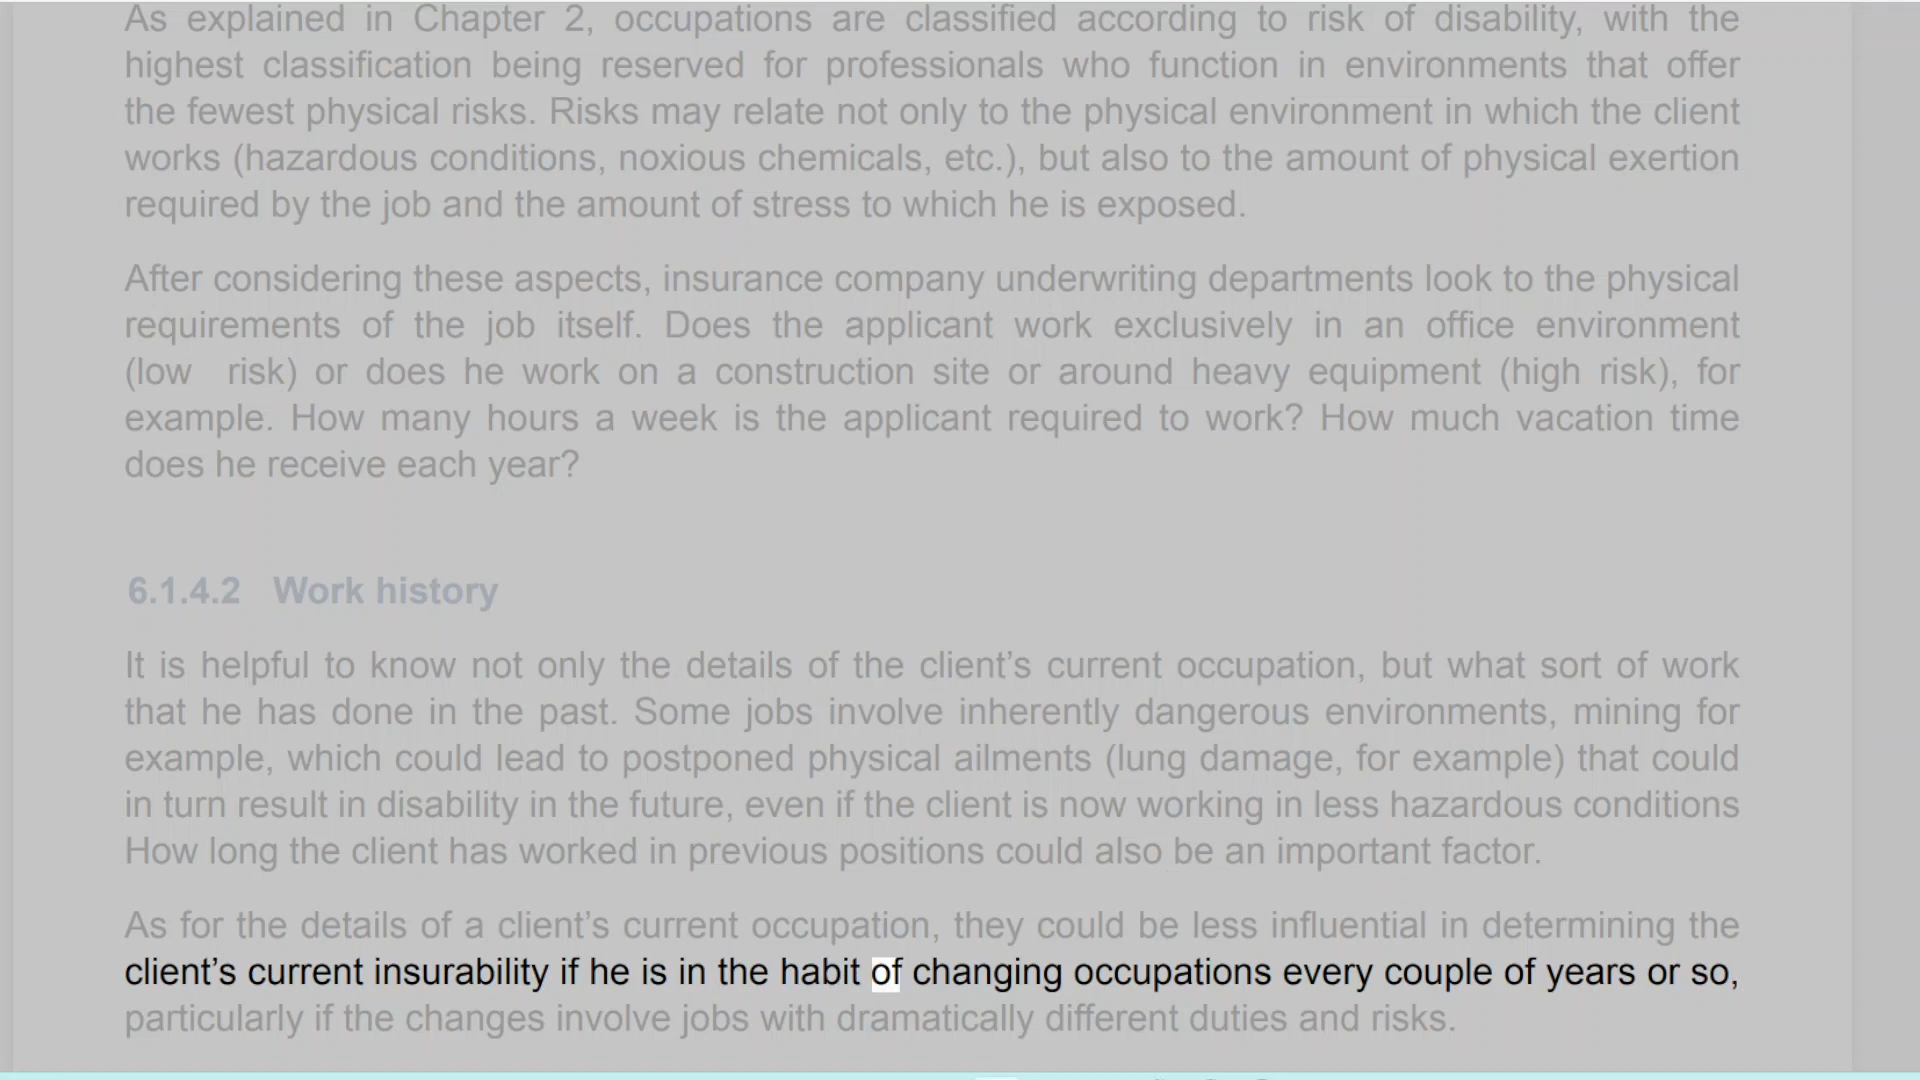 As explained in Chapter 2, occupations are classified according to risk of disability, with the
highest classification being reserved for professionals who function in environments that offer
the fewest physical risks. Risks may relate not only to the physical environment in which the client
works (hazardous conditions, noxious chemicals, etc.), but also to the amount of physical exertion
required by the job and the amount of stress to which he is exposed.
After considering these aspects, insurance company underwriting departments look to the physical
requirements of the job itself. Does the applicant work exclusively in an office environment
(low risk) or does he work on a construction site or around heavy equipment (high risk), for
example. How many hours a week is the applicant required to work? How much vacation time
does he receive each year?
6.1.4.2 Work history
It is helpful to know not only the details of the client’s current occupation, but what sort of work
that he has done in the past. Some jobs involve inherently dangerous environments, mining for
example, which could lead to postponed physical ailments (lung damage, for example) that could
in turn result in disability in the future, even if the client is now working in less hazardous conditions
How long the client has worked in previous positions could also be an important factor.
As for the details of a client’s current occupation, they could be less influential in determining the
client’s current insurability if he is in the habit of changing occupations every couple of years or so,
particularly if the changes involve jobs with dramatically different duties and risks.